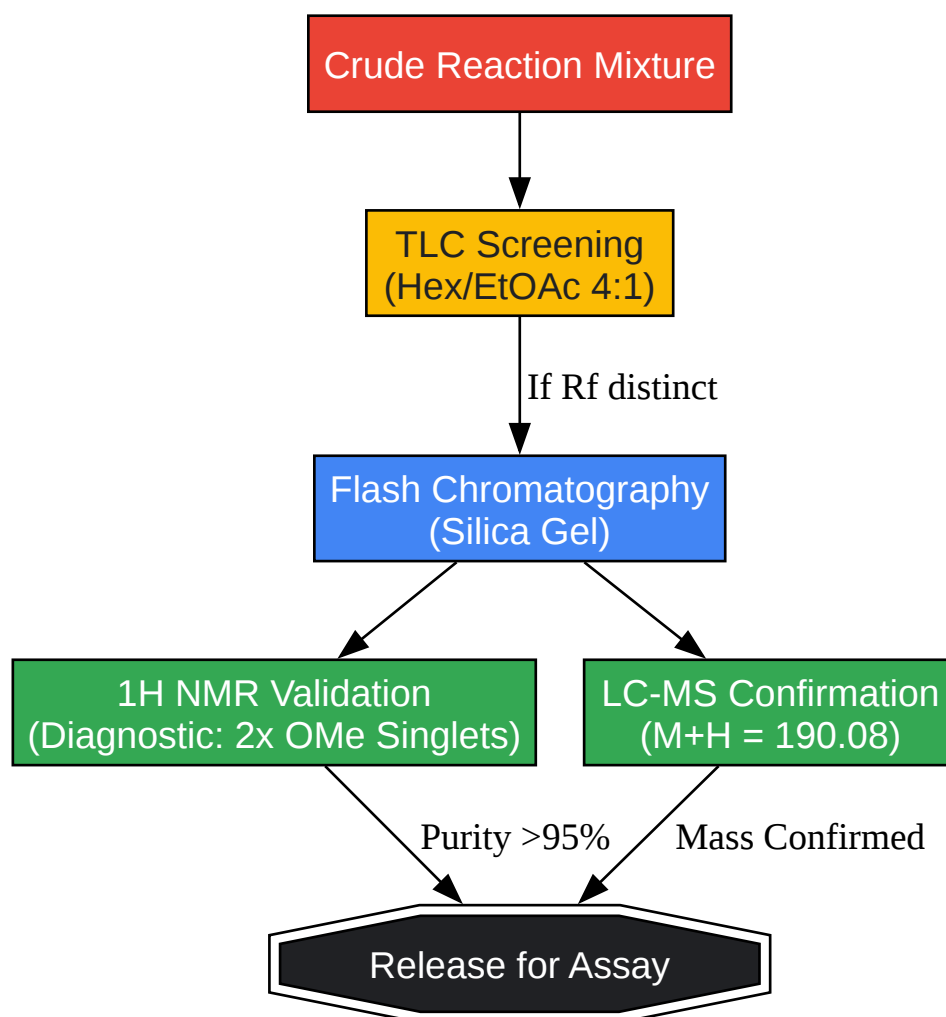 Crude Reaction Mixture
TLC Screening
(Hex/EtOAc 4:1)
If Rf distinct
Flash Chromatography
(Silica Gel)
1H NMR Validation
(Diagnostic: 2x OMe Singlets)
LC-MS Confirmation
(M+H = 190.08)
Purity >95%
Mass Confirmed
Release for Assay